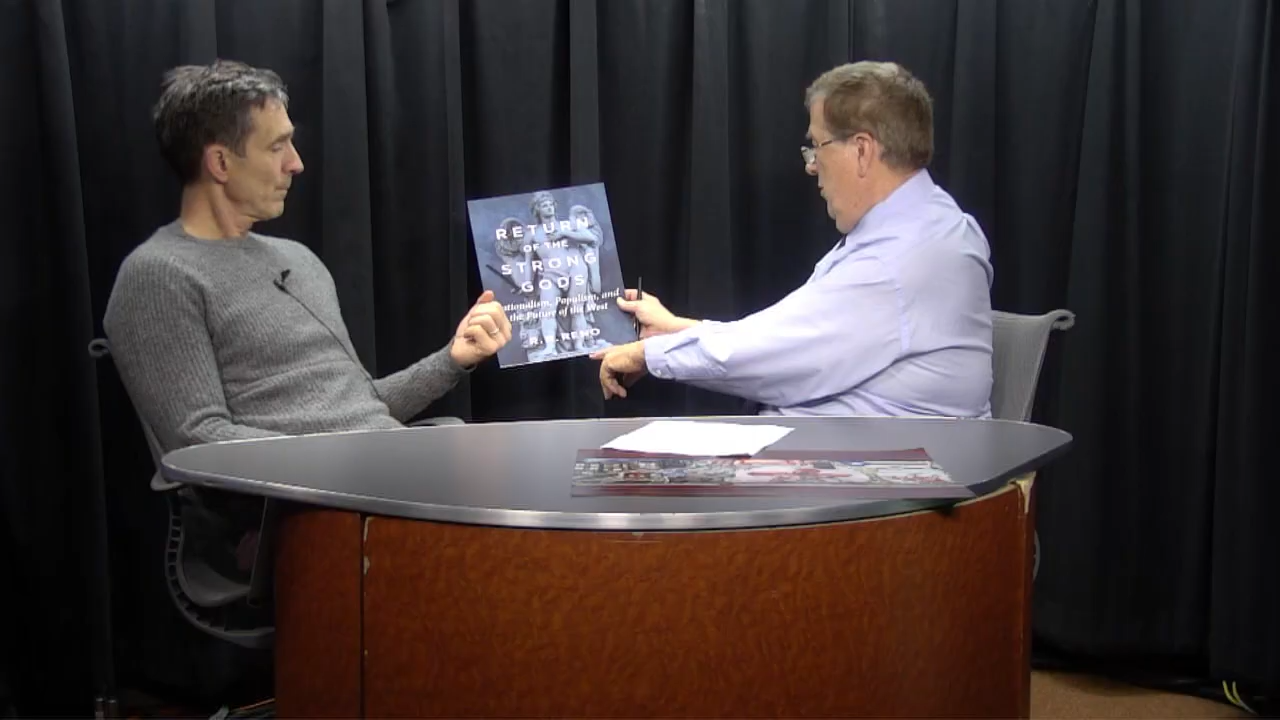 RETURN
OF THE
STRONG
GODS
Nationalism, Populism, and
the Future of the West
R. R. RENO